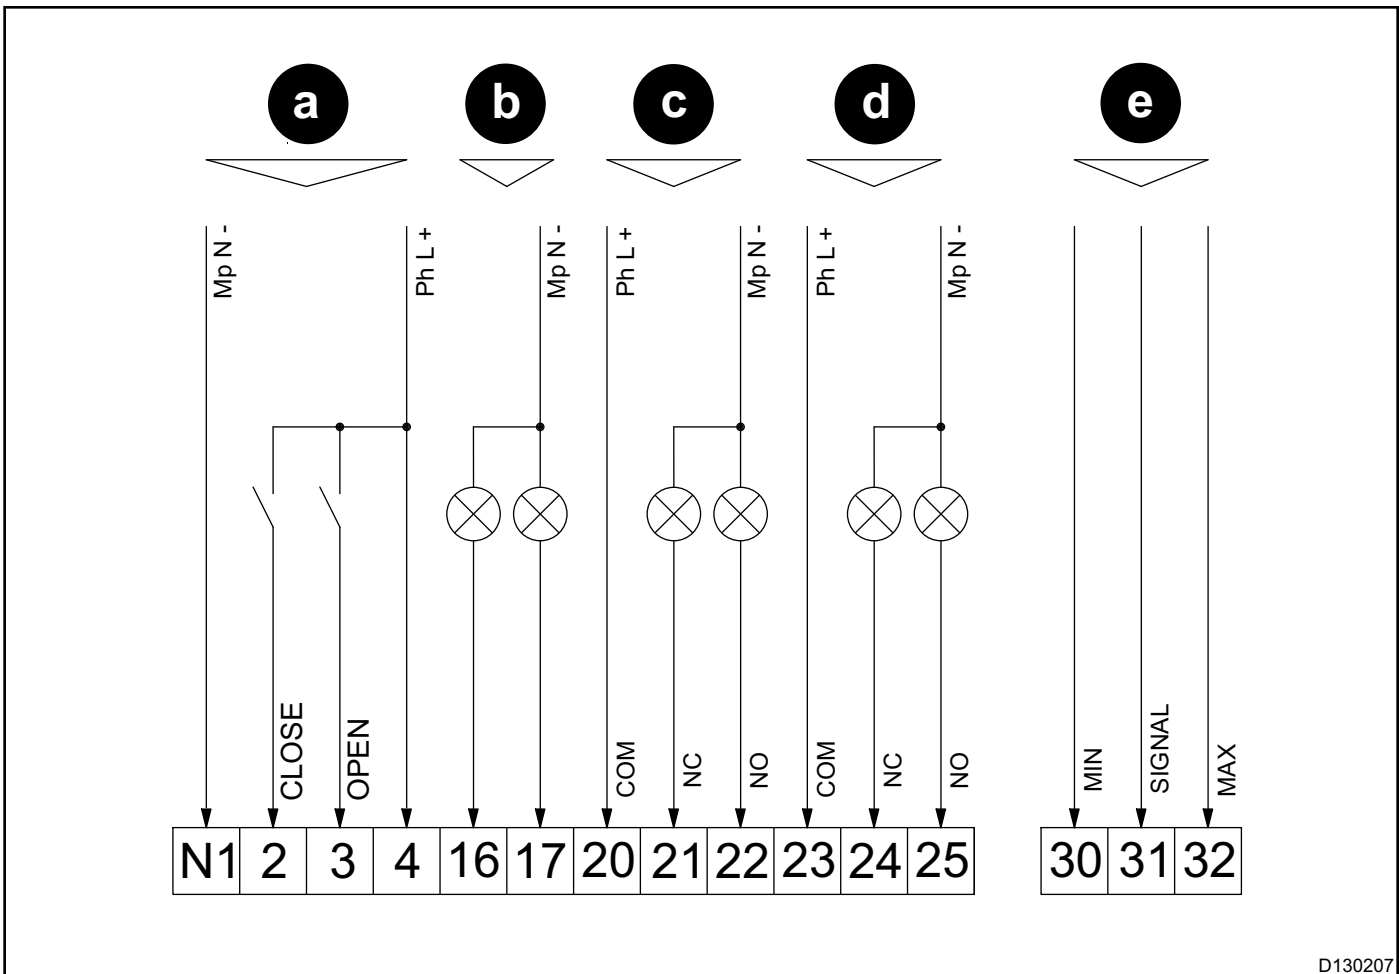 a
b
c
d
e
Mp N -
Ph L +
Mp N -
Ph L +
Mp N -
Ph L +
Mp N -
CLOSE
OPEN
COM
NC
NO
COM
NC
NO
MIN
SIGNAL
MAX
N1 2 3 4 16 17 20 21 22 23 24 25 30 31 32
D130207